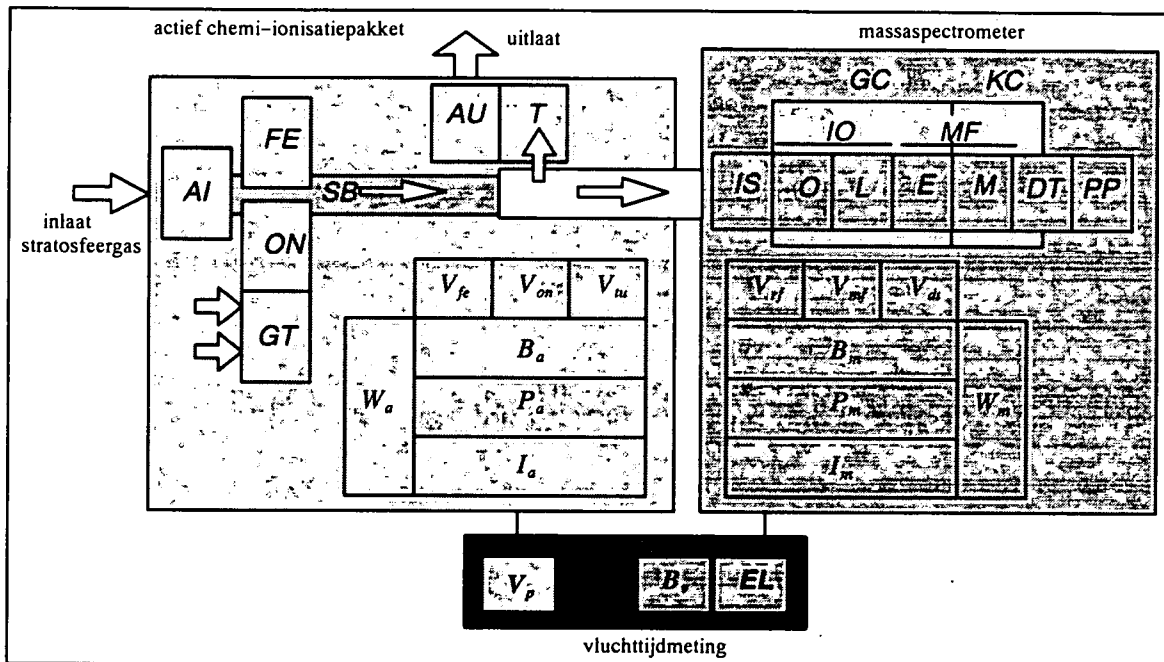 actief chemi–ionisatiepakket
uitlaat
massaspectrometer
GC KC
FE
AU T
IO MF
AI
SB
IS O L E M DT PP
inlaat
stratosfeergas
ON
GT
V_fe V_on V_tu
V_rf V_mf V_dt
B_a
B_m
W_a
P_a
P_m
W_m
I_a
I_m
V_p
EL
vluchttijdmeting